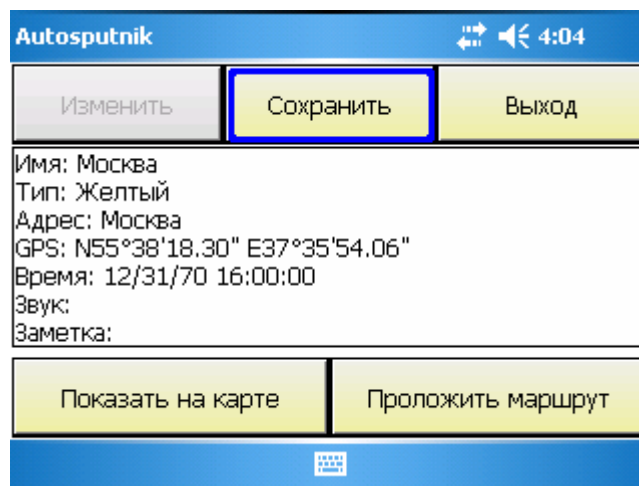 Autosputnik 4:04
Изменить Сохранить Выход
Имя: Москва
Тип: Желтый
Адрес: Москва
GPS: N55°38'18.30" E37°35'54.06"
Время: 12/31/70 16:00:00
Звук:
Заметка:
Показать на карте Проложить маршрут